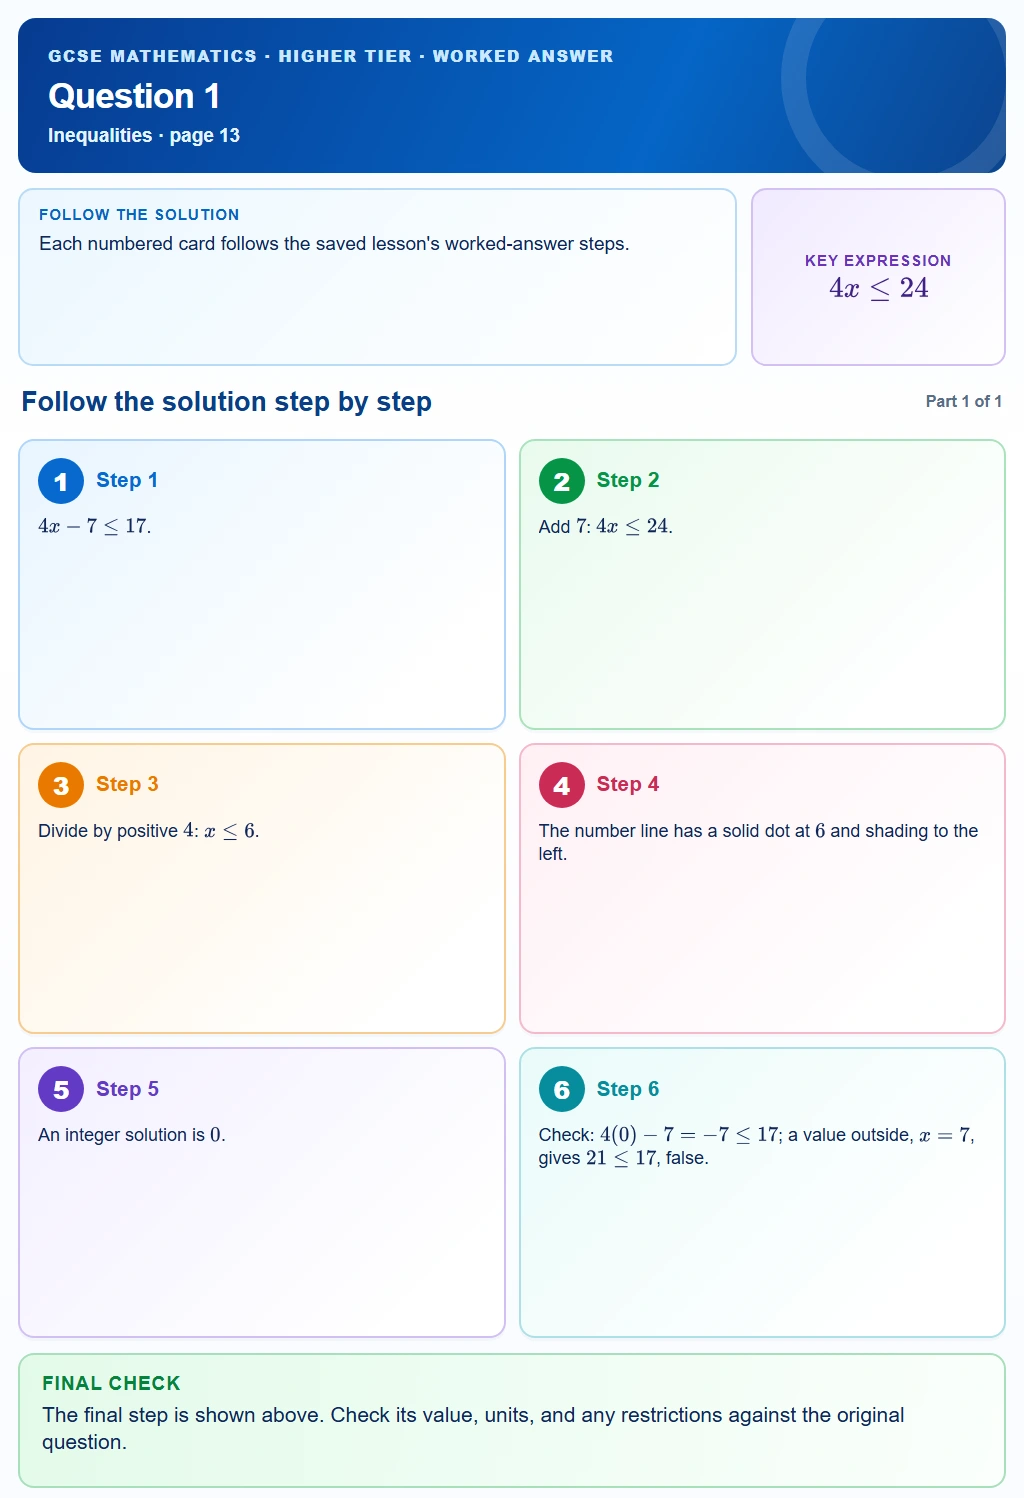 GCSE MATHEMATICS · HIGHER TIER · WORKED ANSWER
Question 1
Inequalities · page 13
FOLLOW THE SOLUTION
Each numbered card follows the saved lesson's worked-answer steps.
KEY EXPRESSION
4x ≤ 24
Follow the solution step by step
Part 1 of 1
1 Step 1
4x − 7 ≤ 17.
2 Step 2
Add 7: 4x ≤ 24.
3 Step 3
Divide by positive 4: x ≤ 6.
4 Step 4
The number line has a solid dot at 6 and shading to the
left.
5 Step 5
An integer solution is 0.
6 Step 6
Check: 4(0) − 7 = −7 ≤ 17; a value outside, x = 7,
gives 21 ≤ 17, false.
FINAL CHECK
The final step is shown above. Check its value, units, and any restrictions against the original
question.